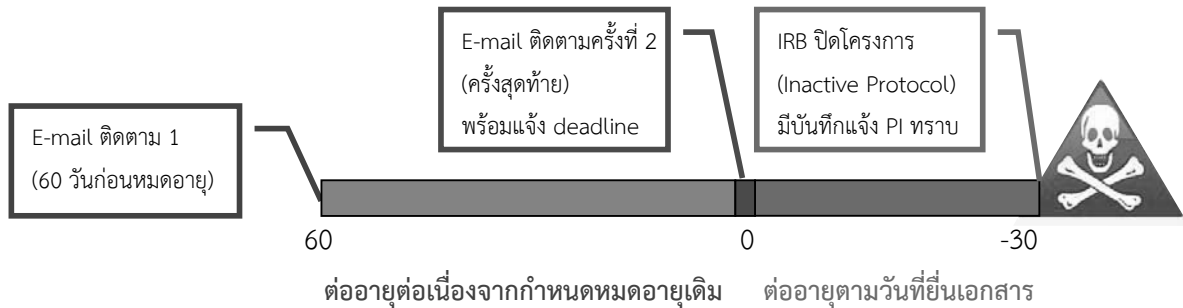 E-mail ติดตามครั้งที่ 2
(ครั้งสุดท้าย)
พร้อมแจ้ง deadline
IRB ปิดโครงการ
(Inactive Protocol)
มีบันทึกแจ้ง PI ทราบ
E-mail ติดตาม 1
(60 วันก่อนหมดอายุ)
60
0
-30
ต่ออายุต่อเนื่องจากกำหนดหมดอายุเดิม
ต่ออายุตามวันที่ยื่นเอกสาร